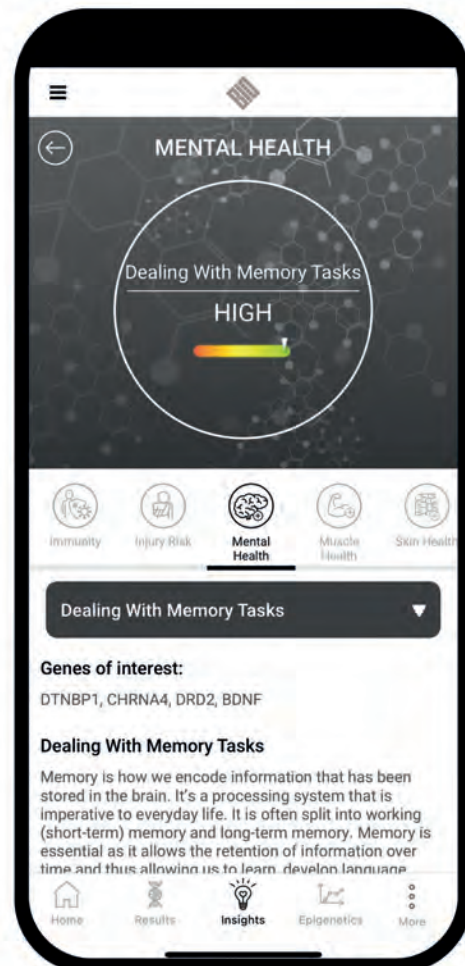 MENTAL HEALTH
Dealing With Memory Tasks
HIGH
Immunity
Injury Risk
Mental
Health
Muscle
Health
Skin Health
Dealing With Memory Tasks
Genes of interest:
DTNBP1, CHRNA4, DRD2, BDNF
Dealing With Memory Tasks
Memory is how we encode information that has been
stored in the brain. It's a processing system that is
imperative to everyday life. It is often split into working
(short-term) memory and long-term memory. Memory is
essential as it allows the retention of information over
time and thus allowing us to learn, develop language
Home
Results
Insights
Epigenetics
More